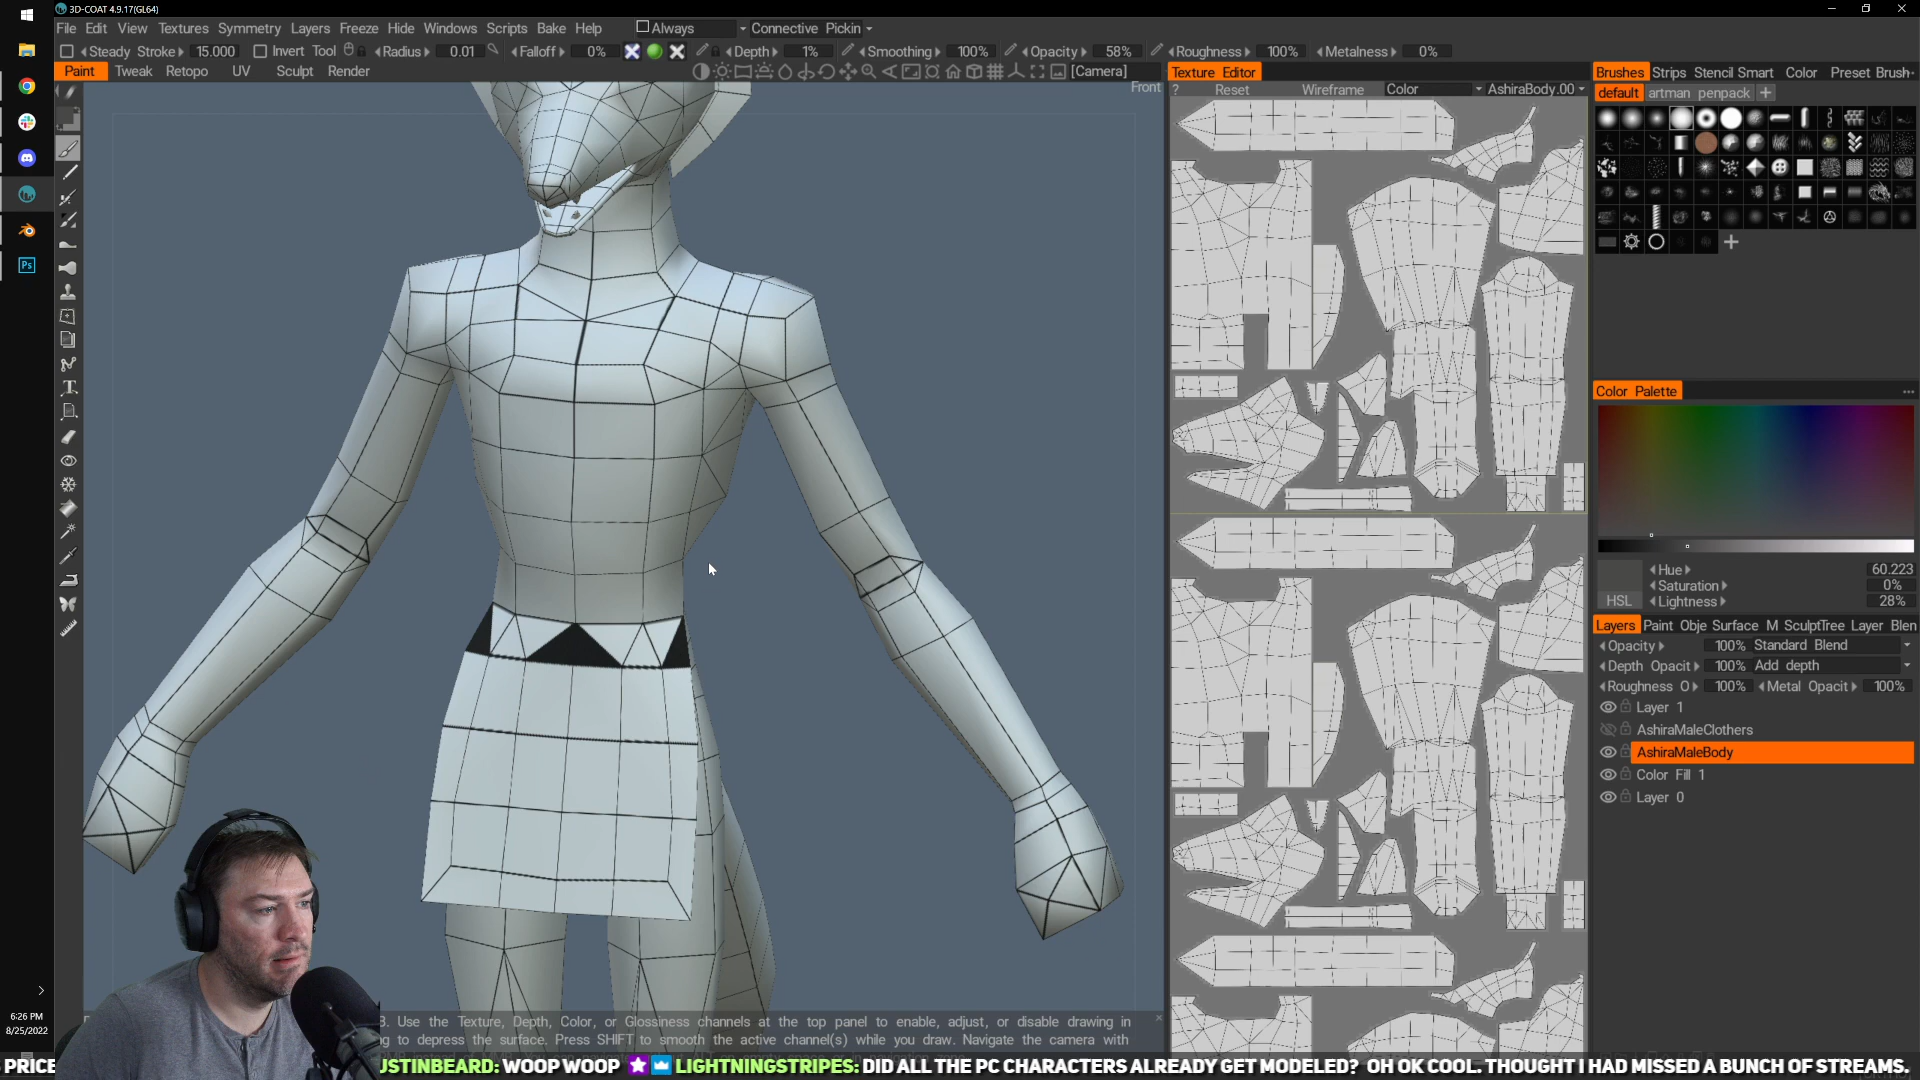 3D-COAT 4.9.17(GL64)
File Edit View Textures Symmetry Layers Freeze Hide Windows Scripts Bake Help Always Connective Pickin
Steady Stroke 15.000 Invert Tool Radius 0.01 Falloff 0% Depth 1% Smoothing 100% Opacity 58% Roughness 100% Metalness 0%
Paint Tweak Retopo UV Sculpt Render [Camera]
Front
Texture Editor
? Reset Wireframe Color AshiraBody.00
Brushes Strips Stencil Smart Color Preset Brush
default artman penpack
Color Palette
HSL
Hue 60.223
Saturation 0%
Lightness 28%
Layers Paint Obje Surface M SculptTree Layer Blen
Opacity 100% Standard Blend
Depth Opacit 100% Add depth
Roughness O 100% Metal Opacit 100%
Layer 1
AshiraMaleClothers
AshiraMaleBody
Color Fill 1
Layer 0
Ps
6:26 PM
8/25/2022
3. Use the Texture, Depth, Color, or Glossiness channels at the top panel to enable, adjust, or disable drawing in
g to depress the surface. Press SHIFT to smooth the active channel(s) while you draw. Navigate the camera with
PRICE
JSTINBEARD: WOOP WOOP LIGHTNINGSTRIPES: DID ALL THE PC CHARACTERS ALREADY GET MODELED? OH OK COOL. THOUGHT I HAD MISSED A BUNCH OF STREAMS.